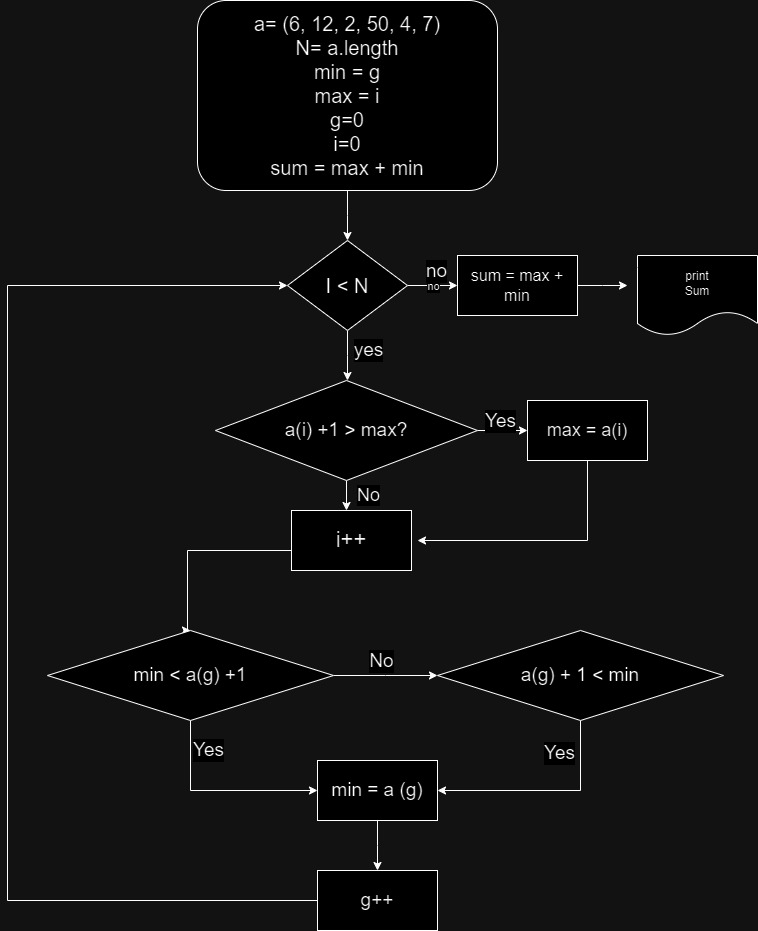 a= (6, 12, 2, 50, 4, 7)
N= a.length
min = g
max = i
g=0
i=0
sum = max + min
I < N
no
no
sum = max +
min
print
Sum
yes
a(i) +1 > max?
Yes
max = a(i)
No
i++
min < a(g) +1
No
a(g) + 1 < min
Yes
Yes
min = a (g)
g++